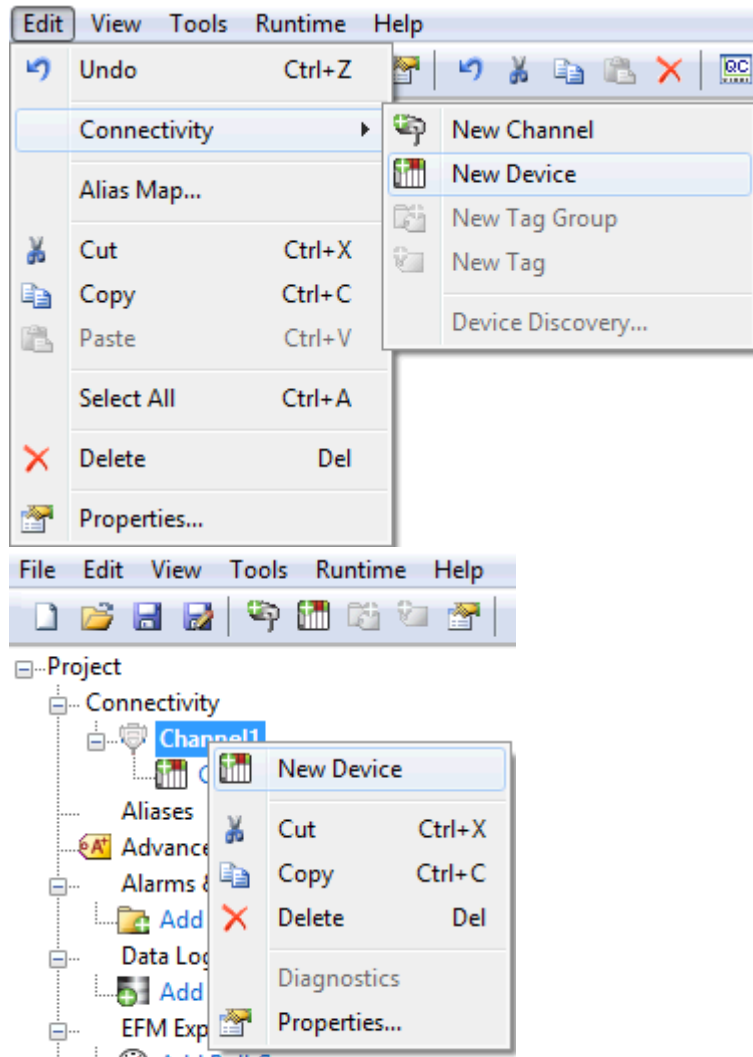 Edit View Tools Runtime Help
Undo Ctrl+Z
QC
Connectivity
New Channel
New Device
Alias Map...
New Tag Group
Cut Ctrl+X
New Tag
Copy Ctrl+C
Device Discovery...
Paste Ctrl+V
Select All Ctrl+A
Delete Del
Properties...
File Edit View Tools Runtime Help
Project
Connectivity
Channel1
New Device
Aliases
Cut Ctrl+X
A+
Copy Ctrl+C
Alarms
Add
Delete Del
Data
Add
Diagnostics
EFM
Properties...